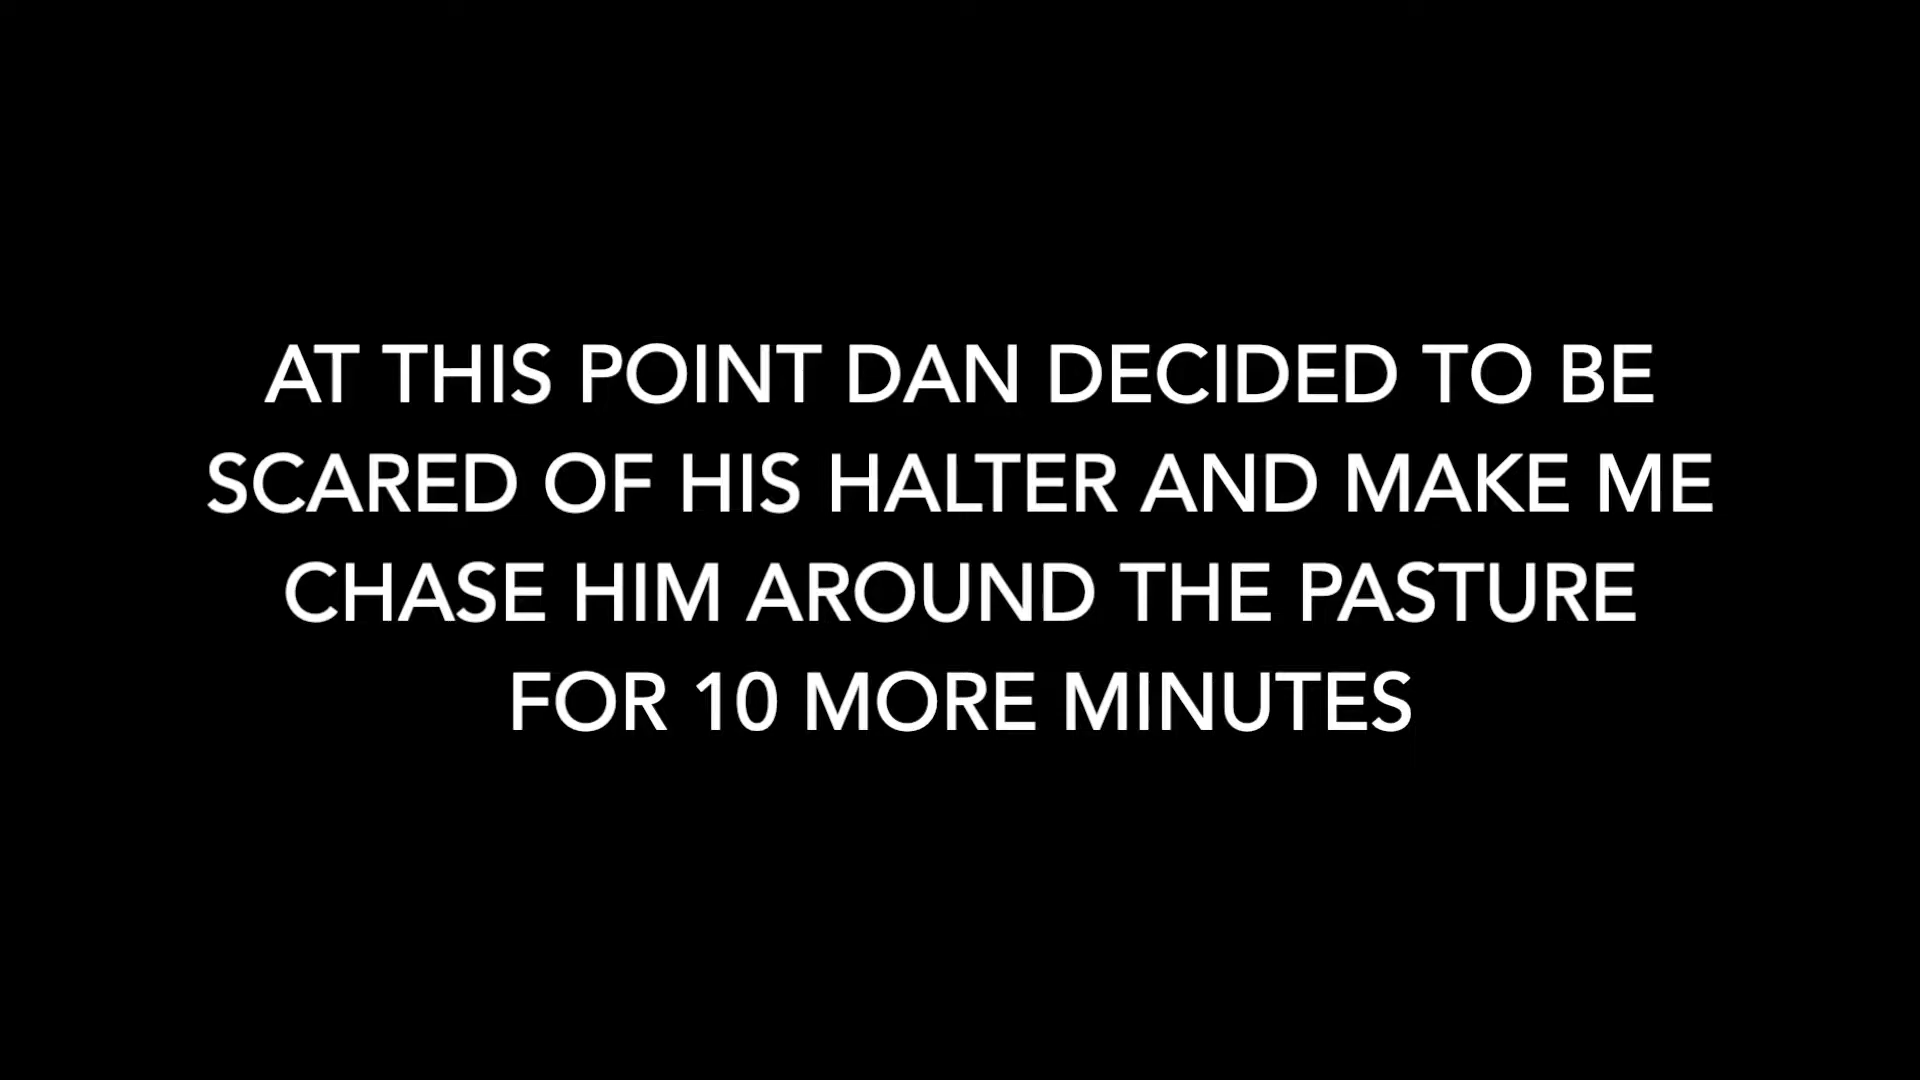 AT THIS POINT DAN DECIDED TO BE
SCARED OF HIS HALTER AND MAKE ME
CHASE HIM AROUND THE PASTURE
FOR 10 MORE MINUTES